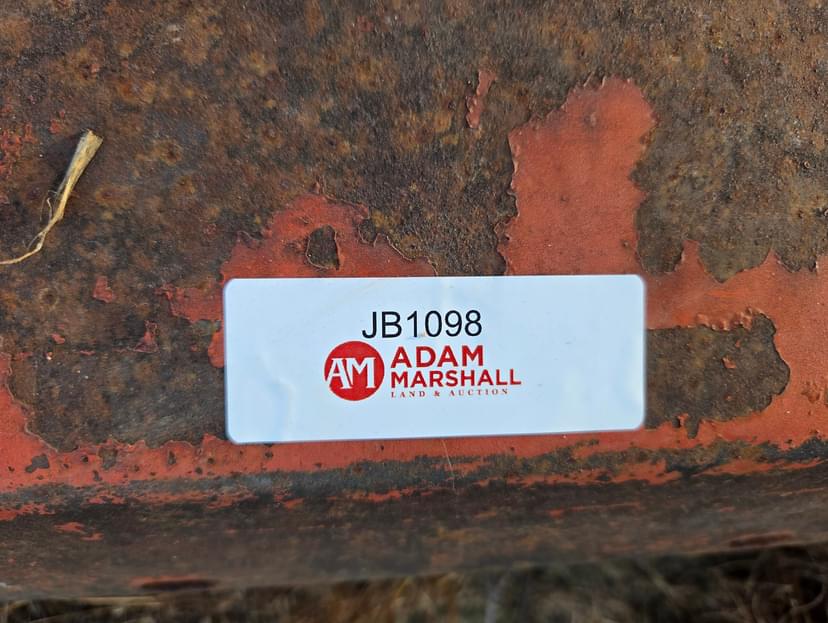 JB1098
AM
ADAM
MARSHALL
LAND & AUCTION